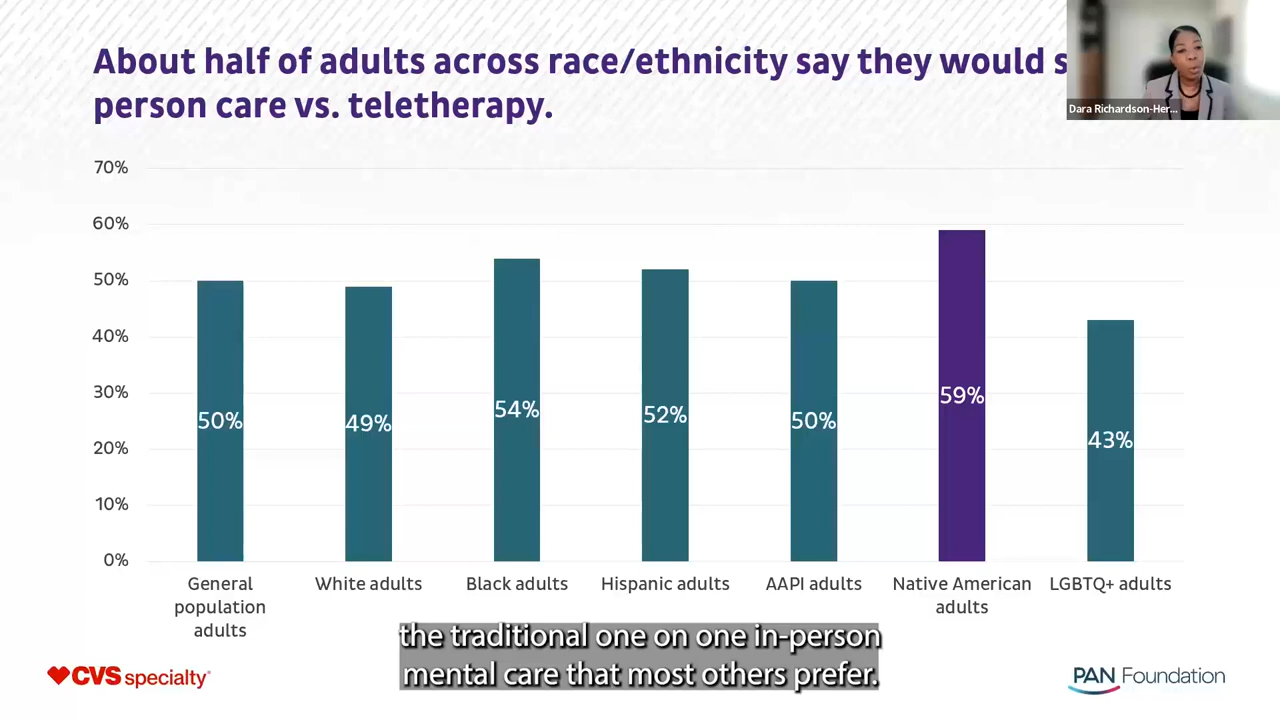 About half of adults across race/ethnicity say they would s
person care vs. teletherapy.
Dara Richardson-Her...
70%
60%
50%
40%
30%
20%
10%
0%
50%
49%
54%
52%
50%
59%
43%
General
population
adults
White adults
Black adults
Hispanic adults
AAPI adults
Native American
adults
LGBTQ+ adults
the traditional one on one in-person
mental care that most others prefer.
CVS specialty®
PAN Foundation